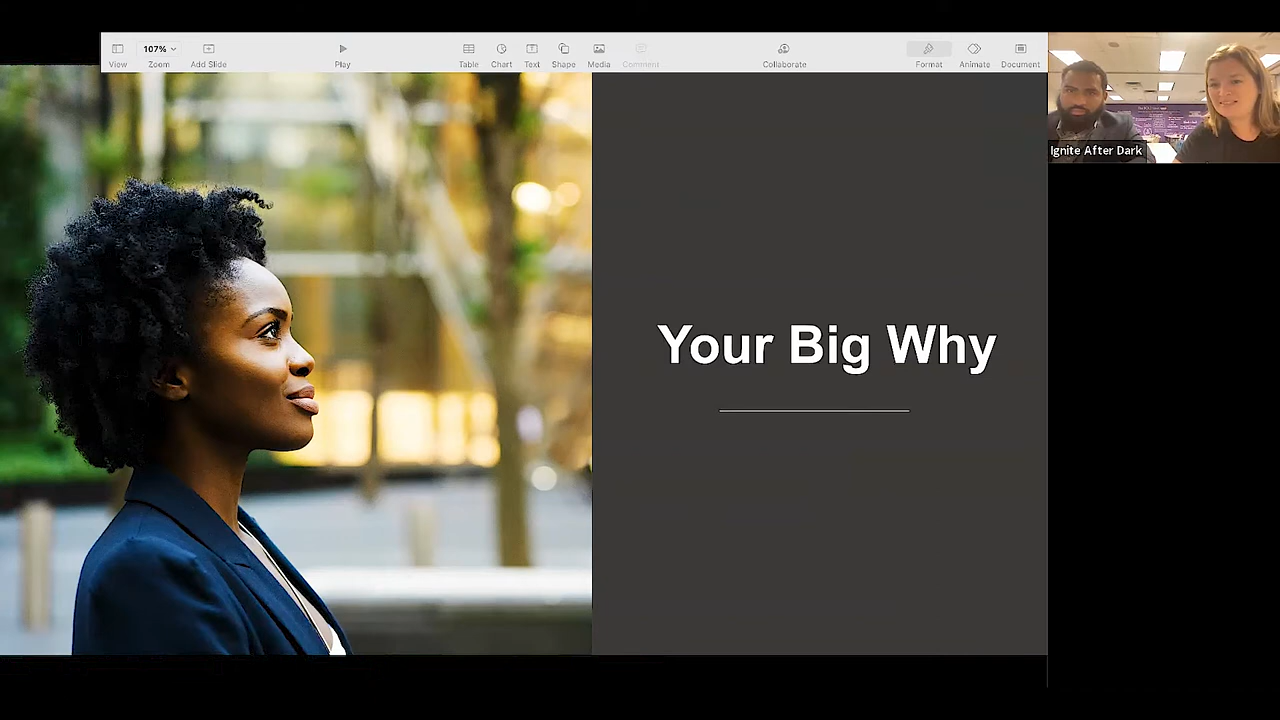 107%
View
Zoom
Add Slide
Play
Table
Chart
Text
Shape
Media
Comment
Collaborate
Format
Animate
Document
Ignite After Dark
Your Big Why